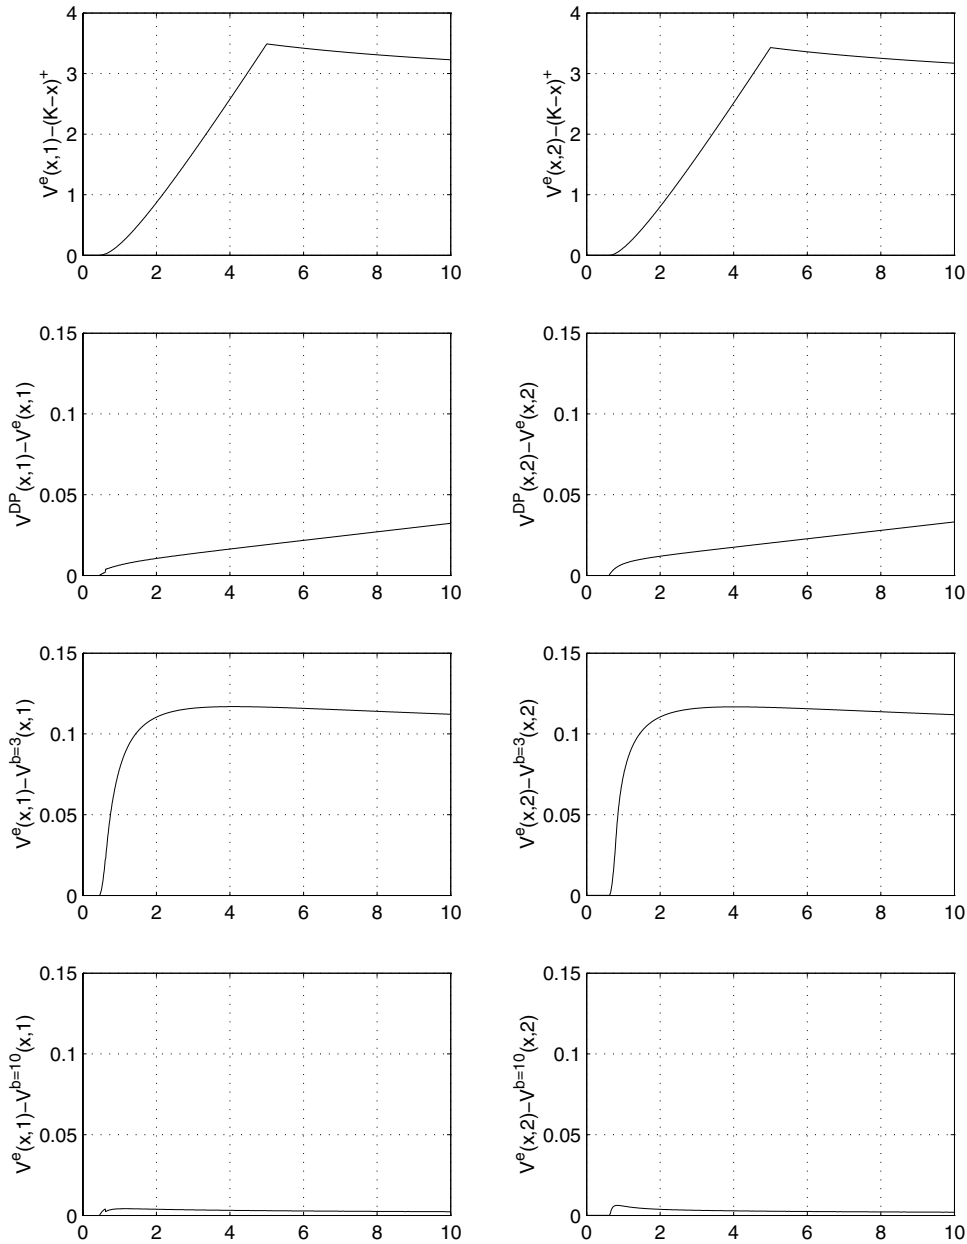 4
3
2
1
0
V^e(x,1)−(K−x)^+
0 2 4 6 8 10
4
3
2
1
0
V^e(x,2)−(K−x)^+
0 2 4 6 8 10
0.15
0.1
0.05
0
V^DP(x,1)−V^e(x,1)
0 2 4 6 8 10
0.15
0.1
0.05
0
V^DP(x,2)−V^e(x,2)
0 2 4 6 8 10
0.15
0.1
0.05
0
V^e(x,1)−V^b=3(x,1)
0 2 4 6 8 10
0.15
0.1
0.05
0
V^e(x,2)−V^b=3(x,2)
0 2 4 6 8 10
0.15
0.1
0.05
0
V^e(x,1)−V^b=10(x,1)
0 2 4 6 8 10
0.15
0.1
0.05
0
V^e(x,2)−V^b=10(x,2)
0 2 4 6 8 10